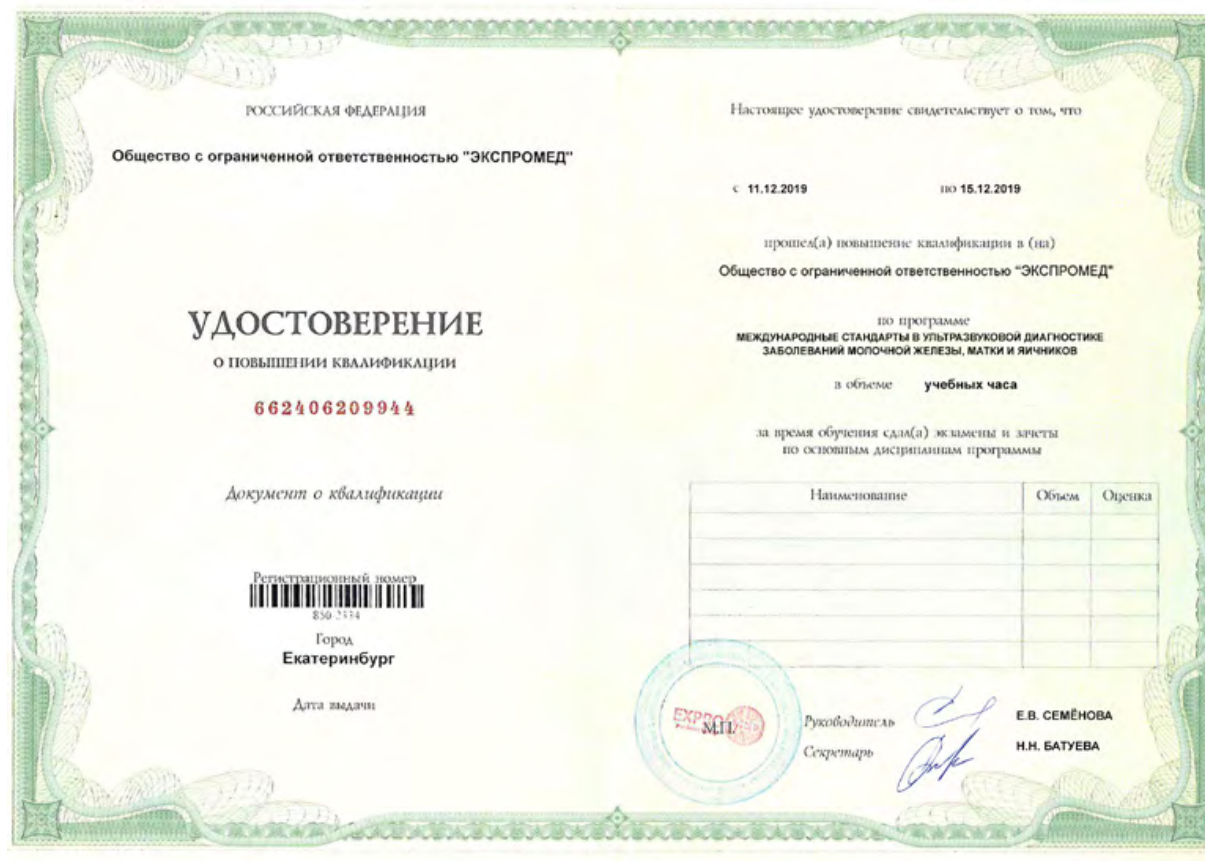 РОССИЙСКАЯ ФЕДЕРАЦИЯ
Общество с ограниченной ответственностью "ЭКСПРОМЕД"
УДОСТОВЕРЕНИЕ
О ПОВЫШЕНИИ КВАЛИФИКАЦИИ
662406209944
Документ о квалификации
Регистрационный номер
850-2334
Город
Екатеринбург
Дата выдачи
Настоящее удостоверение свидетельствует о том, что
с 11.12.2019 по 15.12.2019
прошел(а) повышение квалификации в (на)
Общество с ограниченной ответственностью "ЭКСПРОМЕД"
по программе
МЕЖДУНАРОДНЫЕ СТАНДАРТЫ В УЛЬТРАЗВУКОВОЙ ДИАГНОСТИКЕ
ЗАБОЛЕВАНИЙ МОЛОЧНОЙ ЖЕЛЕЗЫ, МАТКИ И ЯИЧНИКОВ
в объеме учебных часа
за время обучения сдал(а) экзамены и зачеты
по основным дисциплинам программы
Наименование Объем Оценка
М.П.
Руководитель Е.В. СЕМЁНОВА
Секретарь Н.Н. БАТУЕВА